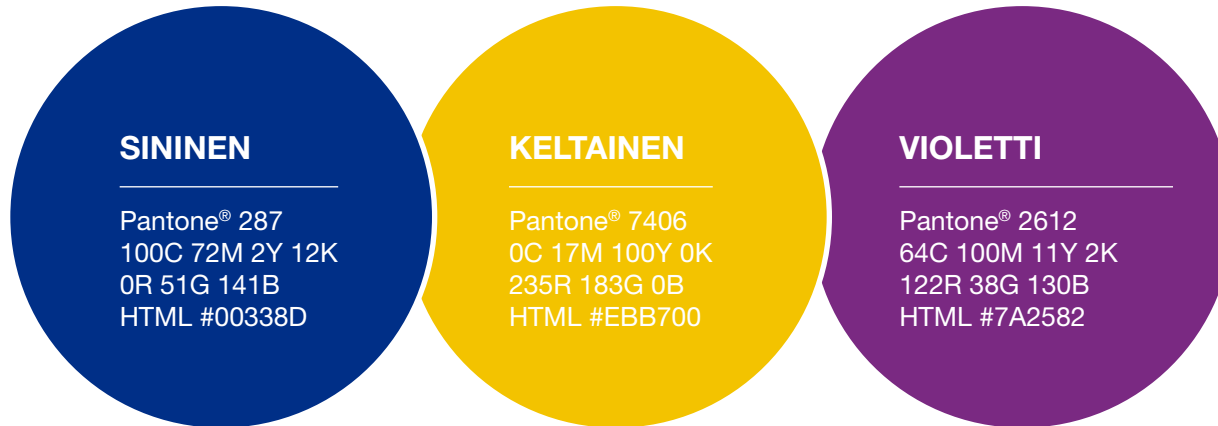 SININEN
Pantone® 287
100C 72M 2Y 12K
0R 51G 141B
HTML #00338D
KELTAINEN
Pantone® 7406
0C 17M 100Y 0K
235R 183G 0B
HTML #EBB700
VIOLETTI
Pantone® 2612
64C 100M 11Y 2K
122R 38G 130B
HTML #7A2582